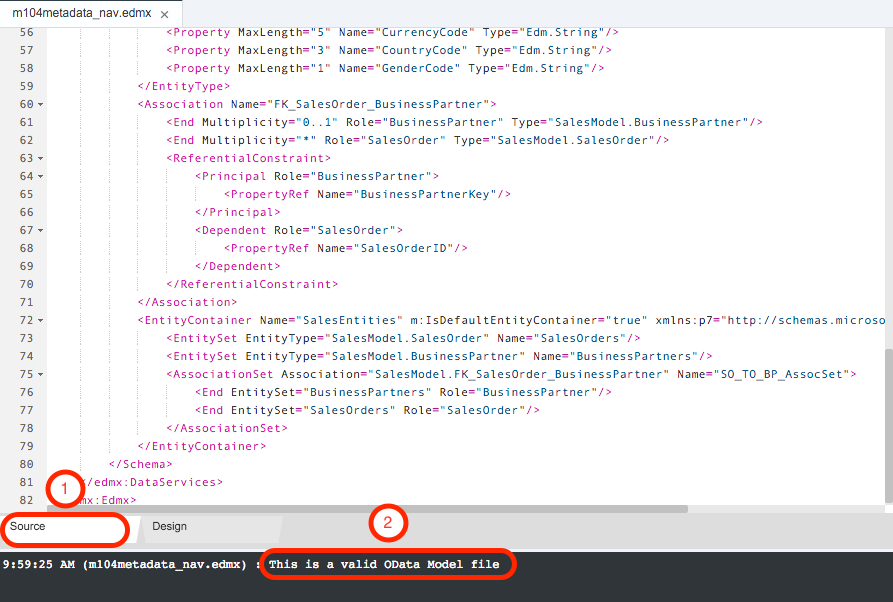 m104metadata_nav.edmx ×
56 <Property MaxLength="5" Name="CurrencyCode" Type="Edm.String"/>
57 <Property MaxLength="3" Name="CountryCode" Type="Edm.String"/>
58 <Property MaxLength="1" Name="GenderCode" Type="Edm.String"/>
59 </EntityType>
60 <Association Name="FK_SalesOrder_BusinessPartner">
61 <End Multiplicity="0..1" Role="BusinessPartner" Type="SalesModel.BusinessPartner"/>
62 <End Multiplicity="*" Role="SalesOrder" Type="SalesModel.SalesOrder"/>
63 <ReferentialConstraint>
64 <Principal Role="BusinessPartner">
65 <PropertyRef Name="BusinessPartnerKey"/>
66 </Principal>
67 <Dependent Role="SalesOrder">
68 <PropertyRef Name="SalesOrderID"/>
69 </Dependent>
70 </ReferentialConstraint>
71 </Association>
72 <EntityContainer Name="SalesEntities" m:IsDefaultEntityContainer="true" xmlns:p7="http://schemas.microso
73 <EntitySet EntityType="SalesModel.SalesOrder" Name="SalesOrders"/>
74 <EntitySet EntityType="SalesModel.BusinessPartner" Name="BusinessPartners"/>
75 <AssociationSet Association="SalesModel.FK_SalesOrder_BusinessPartner" Name="SO_TO_BP_AssocSet">
76 <End EntitySet="BusinessPartners" Role="BusinessPartner"/>
77 <End EntitySet="SalesOrders" Role="SalesOrder"/>
78 </AssociationSet>
79 </EntityContainer>
80 </Schema>
81 /edmx:DataServices>
82 mx:Edmx>
1
Source Design
2
9:59:25 AM (m104metadata_nav.edmx) : This is a valid OData Model file